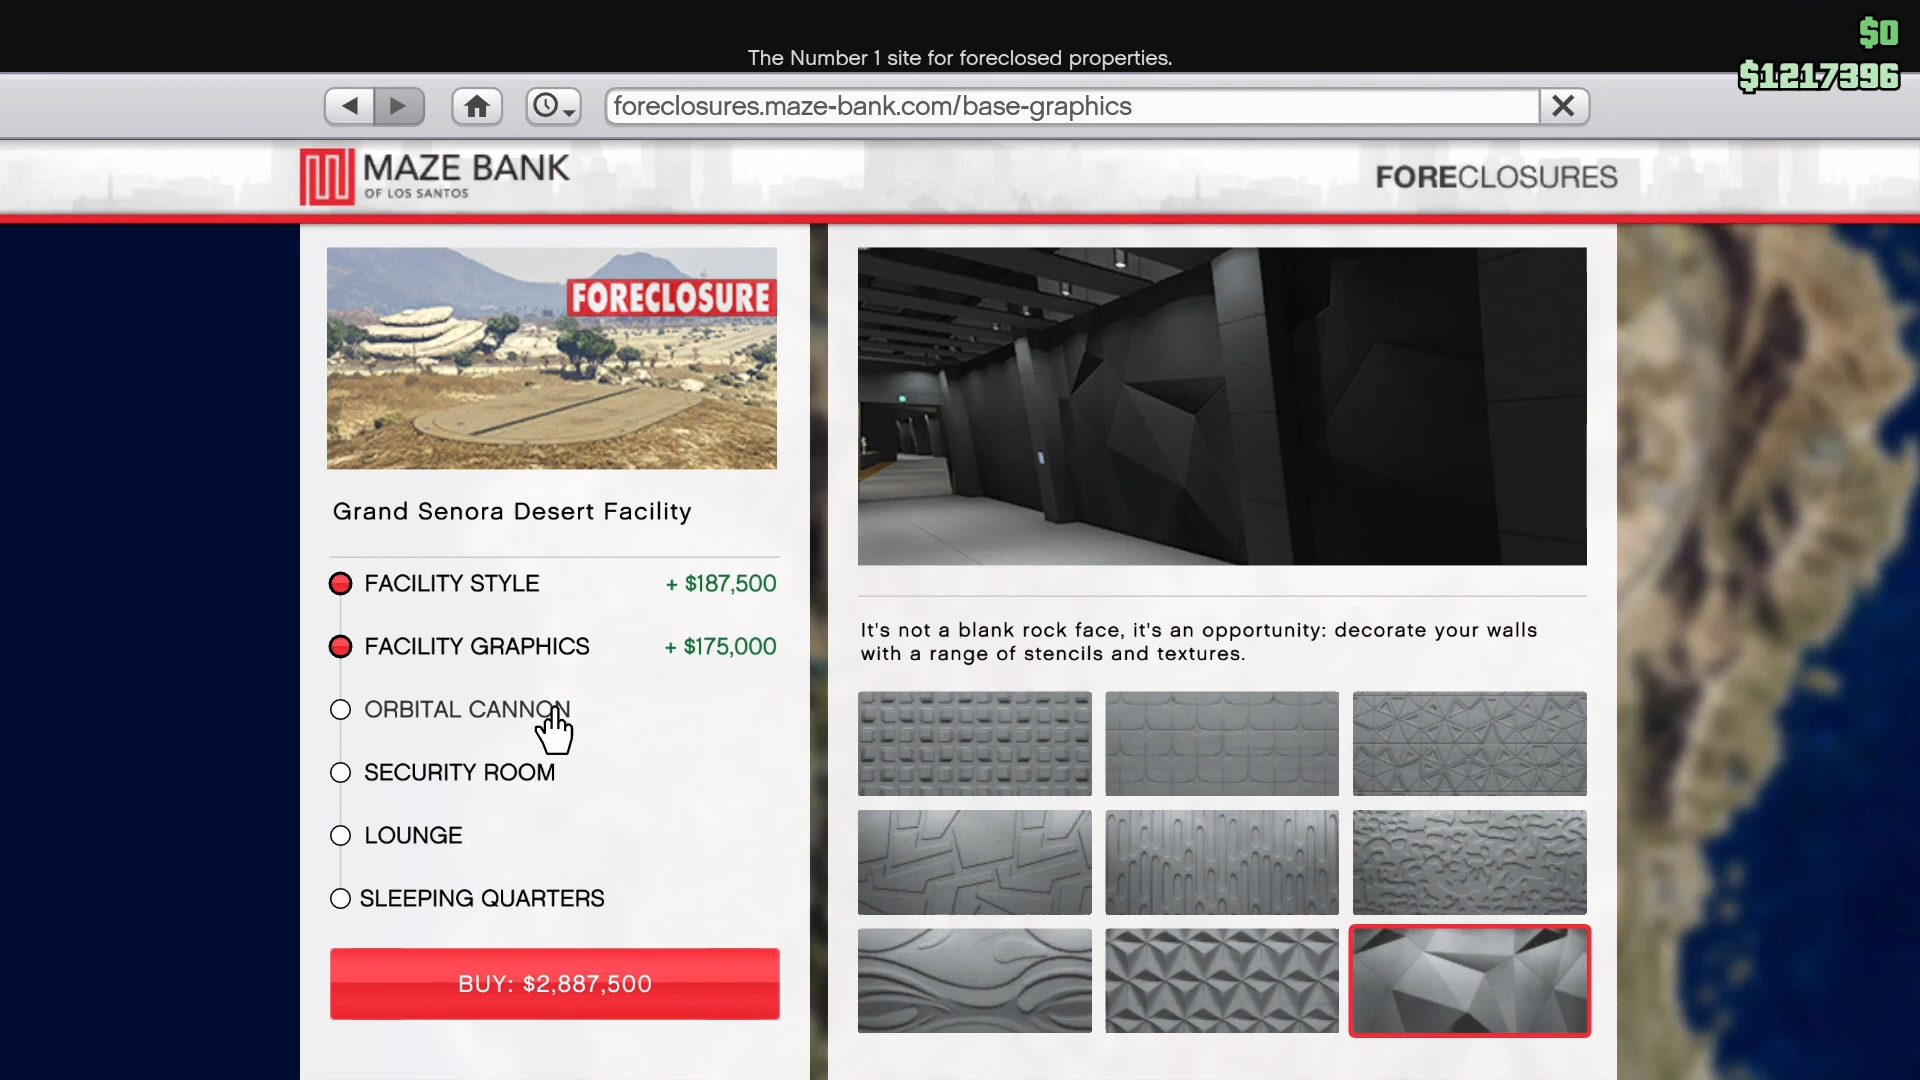 $0
The Number 1 site for foreclosed properties.
$1217396
foreclosures.maze-bank.com/base-graphics
MAZE BANK
OF LOS SANTOS
FORECLOSURES
FORECLOSURE
Grand Senora Desert Facility
FACILITY STYLE + $187,500
FACILITY GRAPHICS + $175,000
ORBITAL CANNON
SECURITY ROOM
LOUNGE
SLEEPING QUARTERS
BUY: $2,887,500
It's not a blank rock face, it's an opportunity: decorate your walls
with a range of stencils and textures.